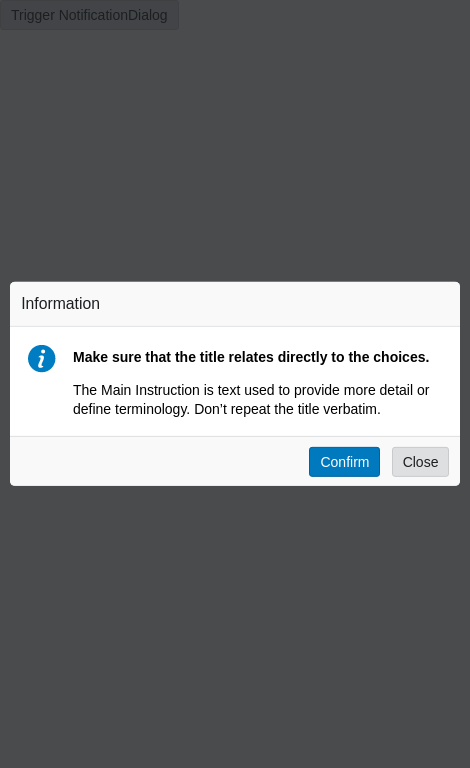 Trigger NotificationDialog
Information
Make sure that the title relates directly to the choices.
The Main Instruction is text used to provide more detail or
define terminology. Don’t repeat the title verbatim.
Confirm Close